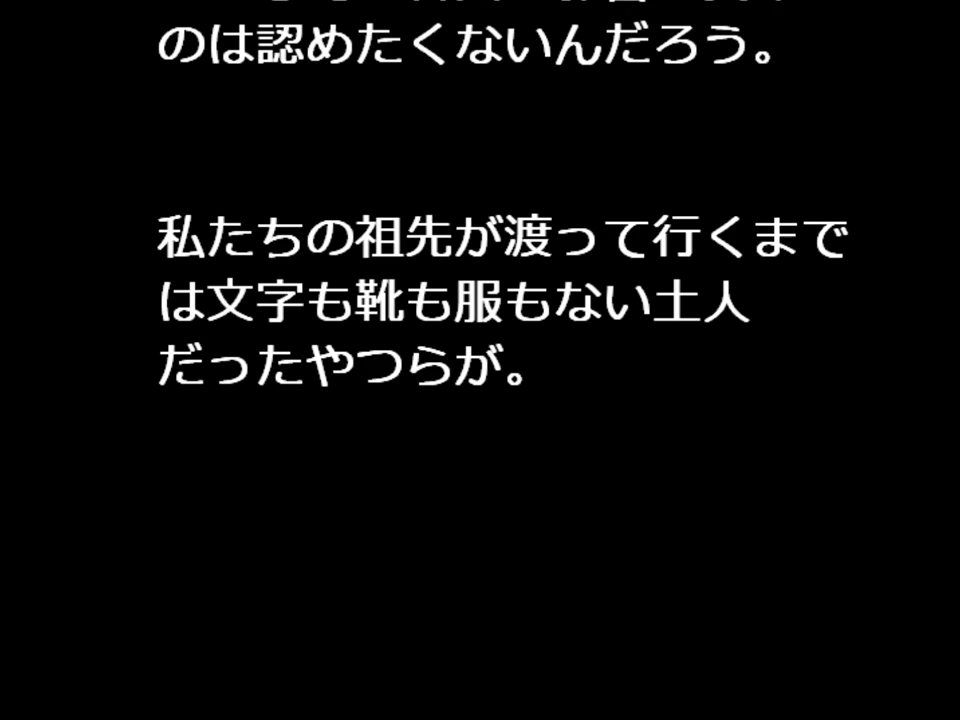 のは認めたくないんだろう。
私たちの祖先が渡って行くまで
は文字も靴も服もない土人
だったやつらが。